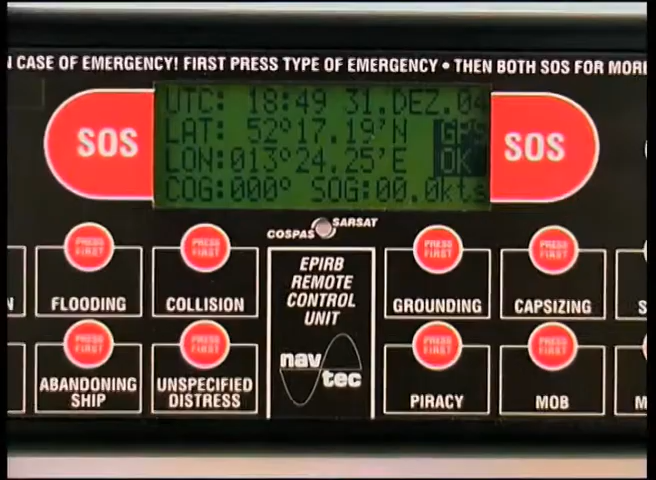 N CASE OF EMERGENCY! FIRST PRESS TYPE OF EMERGENCY • THEN BOTH SOS FOR MOR
SOS
UTC: 18:49 31.DEZ.04
LAT: 52°17.19'N GPS
LON:013°24.25'E OK
COG:000° SOG:00.0kts
SOS
COSPAS SARSAT
PRESS FIRST
PRESS FIRST
PRESS FIRST
PRESS FIRST
FLOODING
COLLISION
EPIRB
REMOTE
CONTROL
UNIT
GROUNDING
CAPSIZING
PRESS FIRST
PRESS FIRST
PRESS FIRST
PRESS FIRST
ABANDONING
SHIP
UNSPECIFIED
DISTRESS
nav
tec
PIRACY
MOB